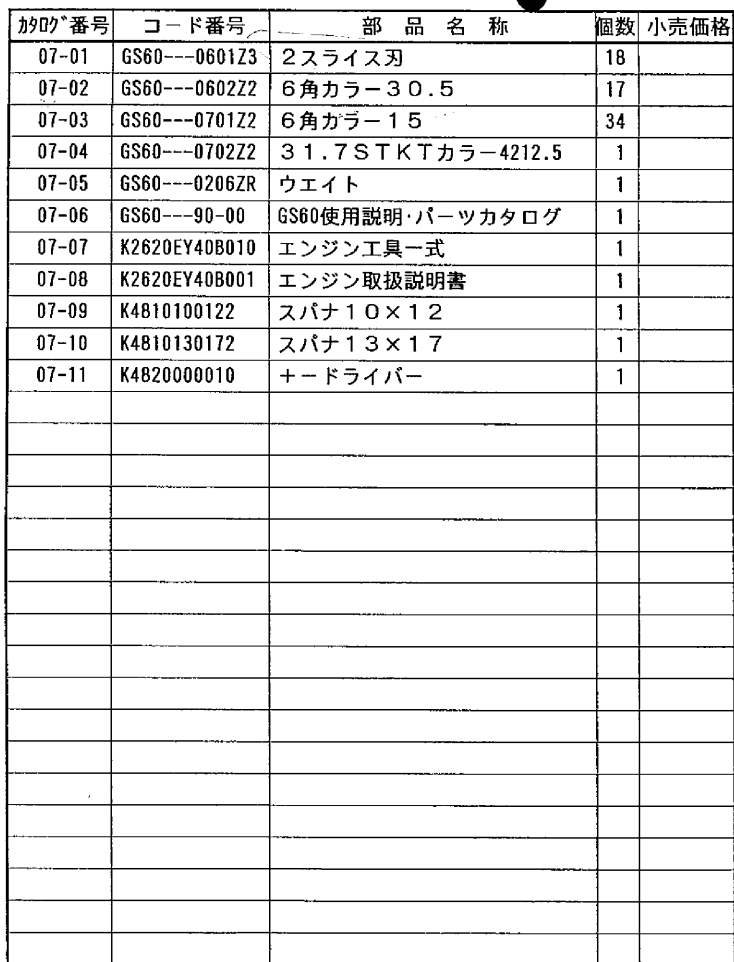 ｶﾀﾛｸﾞ番号 コード番号 部品名称 個数 小売価格
07-01 GS60---0601Z3 2スライス刃 18
07-02 GS60---0602Z2 6角カラー30.5 17
07-03 GS60---0701Z2 6角カラー15 34
07-04 GS60---0702Z2 31.7STKTカラー4212.5 1
07-05 GS60---0206ZR ウエイト 1
07-06 GS60---90-00 GS60使用説明･パーツカタログ 1
07-07 K2620EY40B010 エンジン工具一式 1
07-08 K2620EY40B001 エンジン取扱説明書 1
07-09 K4810100122 スパナ10×12 1
07-10 K4810130172 スパナ13×17 1
07-11 K4820000010 +-ドライバー 1